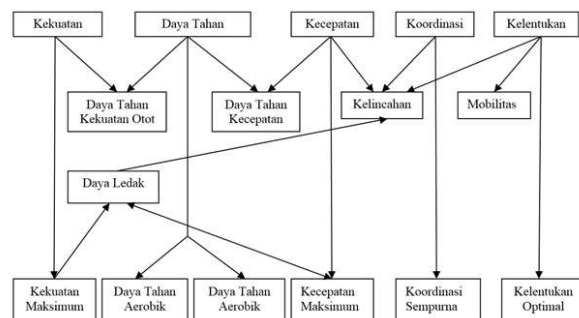 Kekuatan
Daya Tahan
Kecepatan
Koordinasi
Kelentukan
Daya Tahan
Kekuatan Otot
Daya Tahan
Kecepatan
Kelincahan
Mobilitas
Daya Ledak
Kekuatan
Maksimum
Daya Tahan
Aerobik
Daya Tahan
Aerobik
Kecepatan
Maksimum
Koordinasi
Sempurna
Kelentukan
Optimal